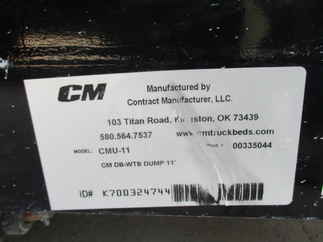 CM
Manufactured by
Contract Manufacturer, LLC.
103 Titan Road, Kingston, OK 73439
580.564.7537 www.cmtruckbeds.com
MODEL: CMU-11 00335044
CM DB-WTB DUMP 11'
ID# K700324744